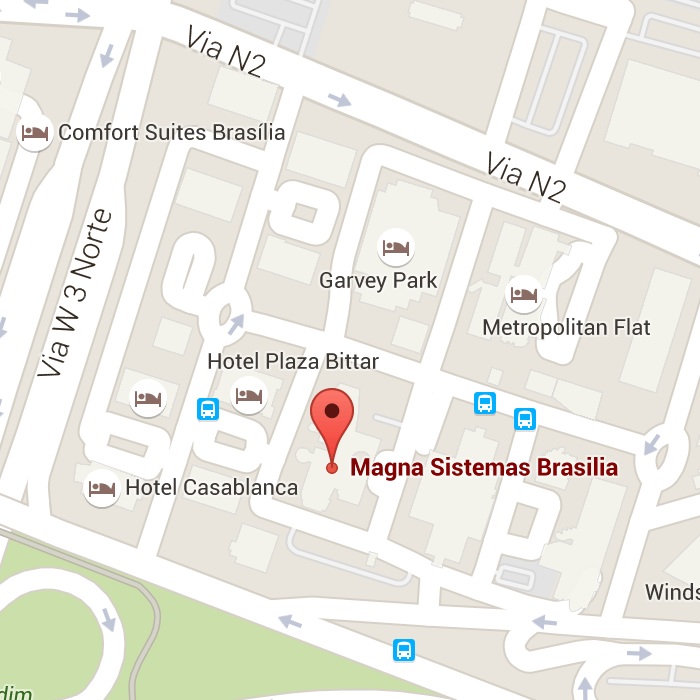 Via N2
Comfort Suites Brasília
Via N2
Via W 3 Norte
Garvey Park
Metropolitan Flat
Hotel Plaza Bittar
Magna Sistemas Brasilia
Hotel Casablanca
Winds
dim